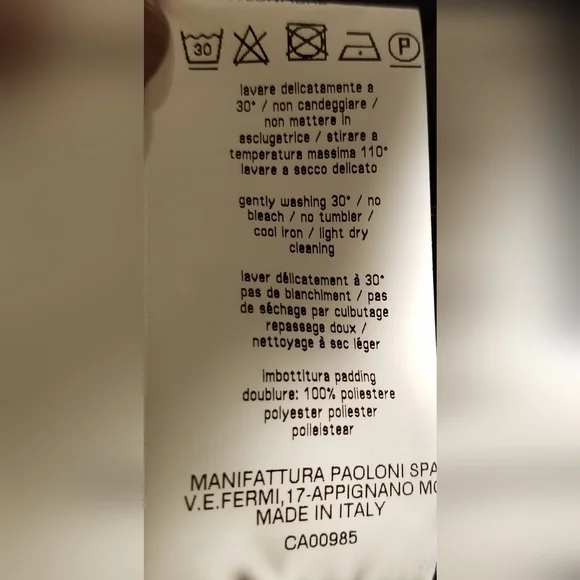 30
P
lavare delicatamente a
30° / non candeggiare /
non mettere in
asciugatrice / stirare a
temperatura massima 110°
lavare a secco delicato
gently washing 30° / no
bleach / no tumbler /
cool iron / light dry
cleaning
laver délicatement à 30°
pas de blanchiment / pas
de séchage par culbutage
repassage doux /
nettoyage à sec léger
imbottitura padding
doublure: 100% poliestere
polyester poliester
polieistear
MANIFATTURA PAOLONI SPA
V.E.FERMI,17-APPIGNANO MC
MADE IN ITALY
CA00985